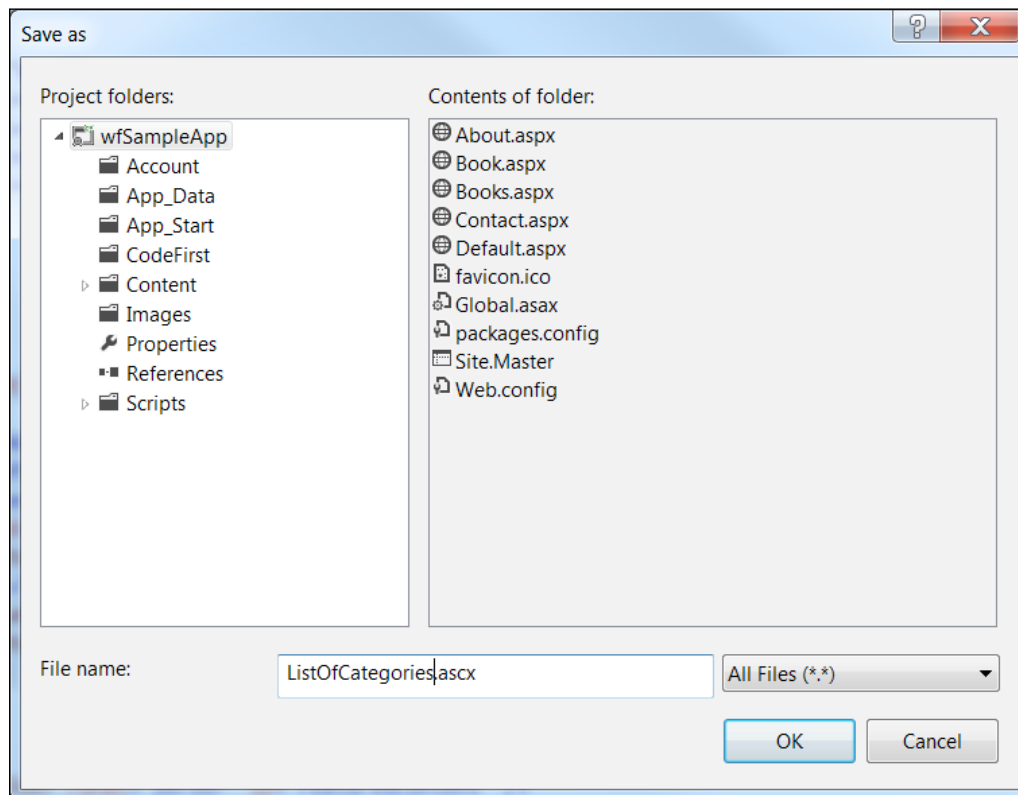 Save as
Project folders:
wfSampleApp
Account
App_Data
App_Start
CodeFirst
Content
Images
Properties
References
Scripts
Contents of folder:
About.aspx
Book.aspx
Books.aspx
Contact.aspx
Default.aspx
favicon.ico
Global.asax
packages.config
Site.Master
Web.config
File name:
ListOfCategories.ascx
All Files (*.*)
OK
Cancel